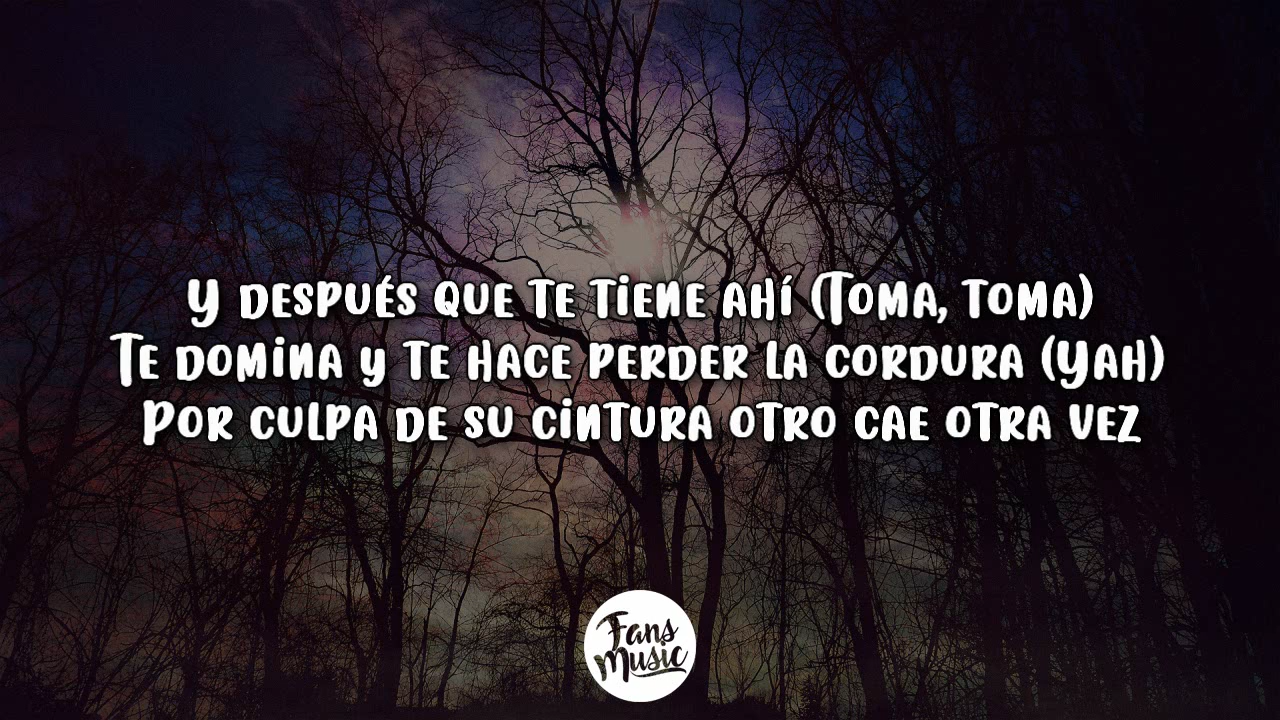 Y después que te tiene ahí (Toma, toma)
Te domina y te hace perder la cordura (Yah)
Por culpa de su cintura otro cae otra vez
Fans
Music